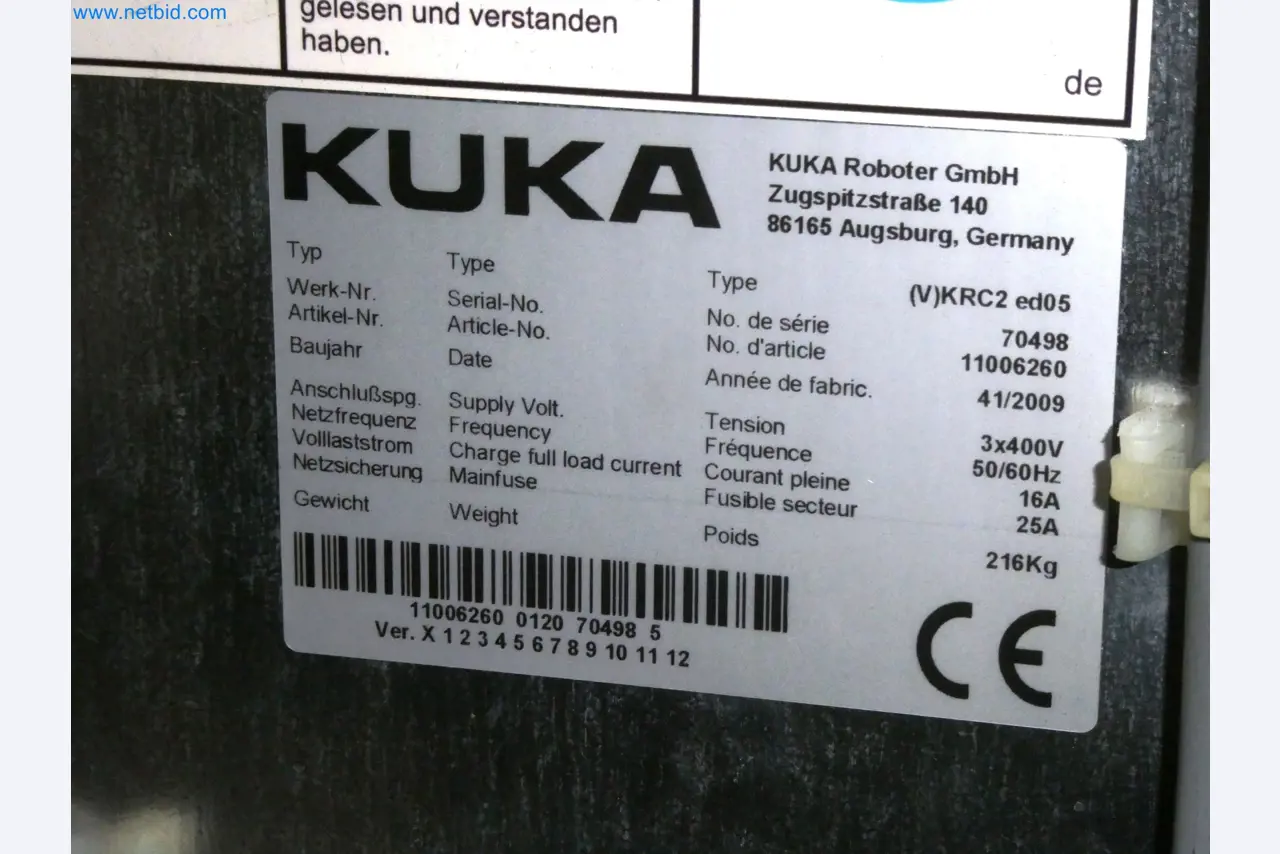 www.netbid.com
gelesen und verstanden
haben.
de
KUKA
KUKA Roboter GmbH
Zugspitzstraße 140
86165 Augsburg, Germany
Typ Type Type (V)KRC2 ed05
Werk-Nr. Serial-No. No. de série 70498
Artikel-Nr. Article-No. No. d'article 11006260
Baujahr Date Année de fabric. 41/2009
Anschlußspg. Supply Volt. Tension 3x400V
Netzfrequenz Frequency Fréquence 50/60Hz
Volllaststrom Charge full load current Courant pleine 16A
Netzsicherung Mainfuse Fusible secteur 25A
Gewicht Weight Poids 216Kg
11006260 0120 70498 5
Ver. X 1 2 3 4 5 6 7 8 9 10 11 12
CE